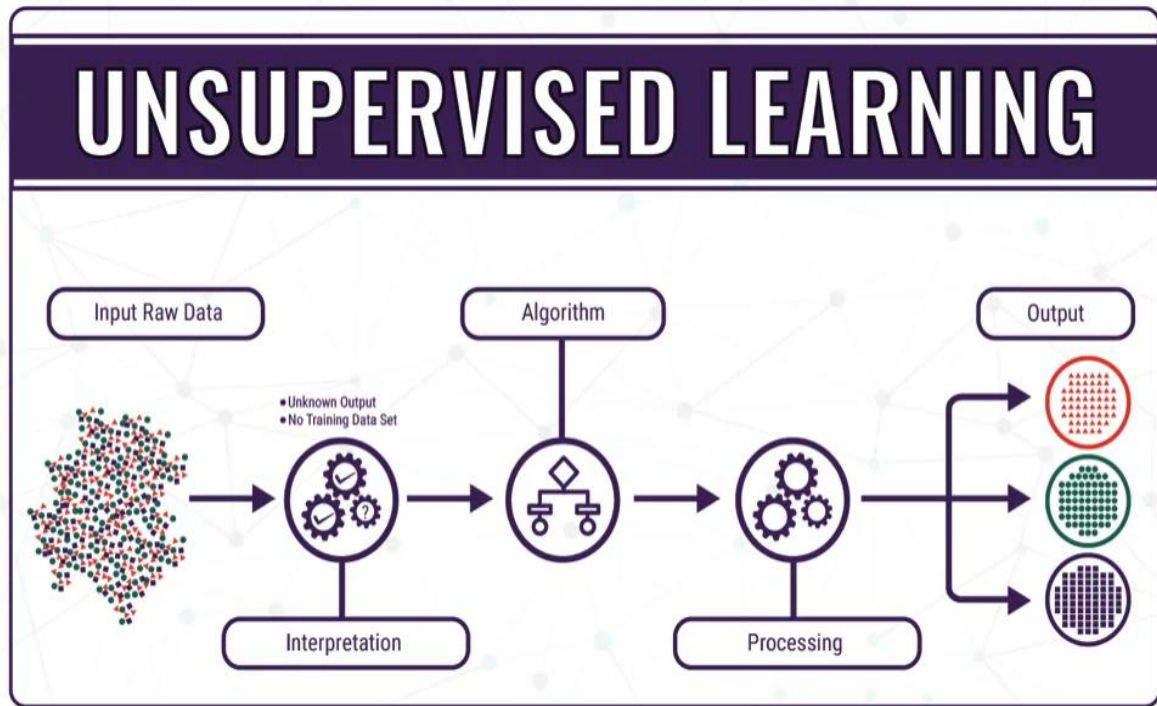 UNSUPERVISED LEARNING
Input Raw Data
Algorithm
Output
• Unknown Output
• No Training Data Set
?
Interpretation
Processing